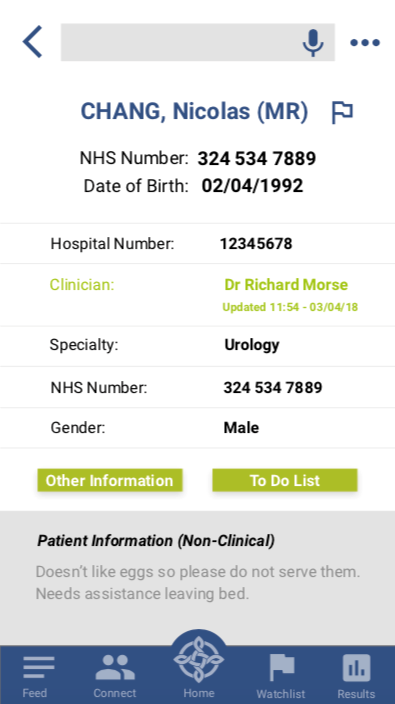 CHANG, Nicolas (MR)
NHS Number: 324 534 7889
Date of Birth: 02/04/1992
Hospital Number: 12345678
Clinician: Dr Richard Morse
Updated 11:54 - 03/04/18
Specialty: Urology
NHS Number: 324 534 7889
Gender: Male
Other Information To Do List
Patient Information (Non-Clinical)
Doesn't like eggs so please do not serve them.
Needs assistance leaving bed.
Feed Connect Home Watchlist Results